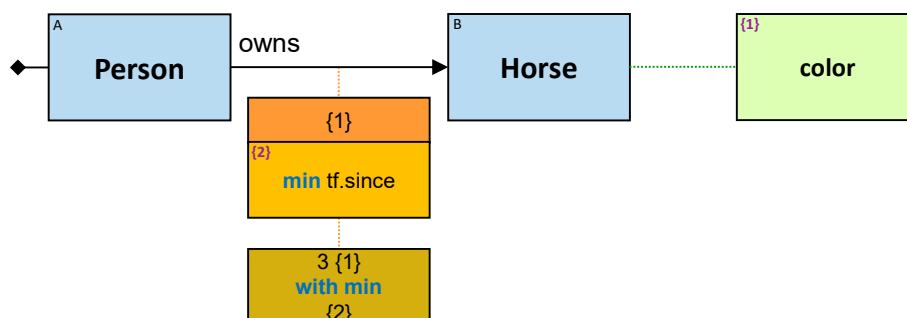 A
Person
owns
B
Horse
{1}
color
{1}
{2}
min tf.since
3 {1}
with min
{2}